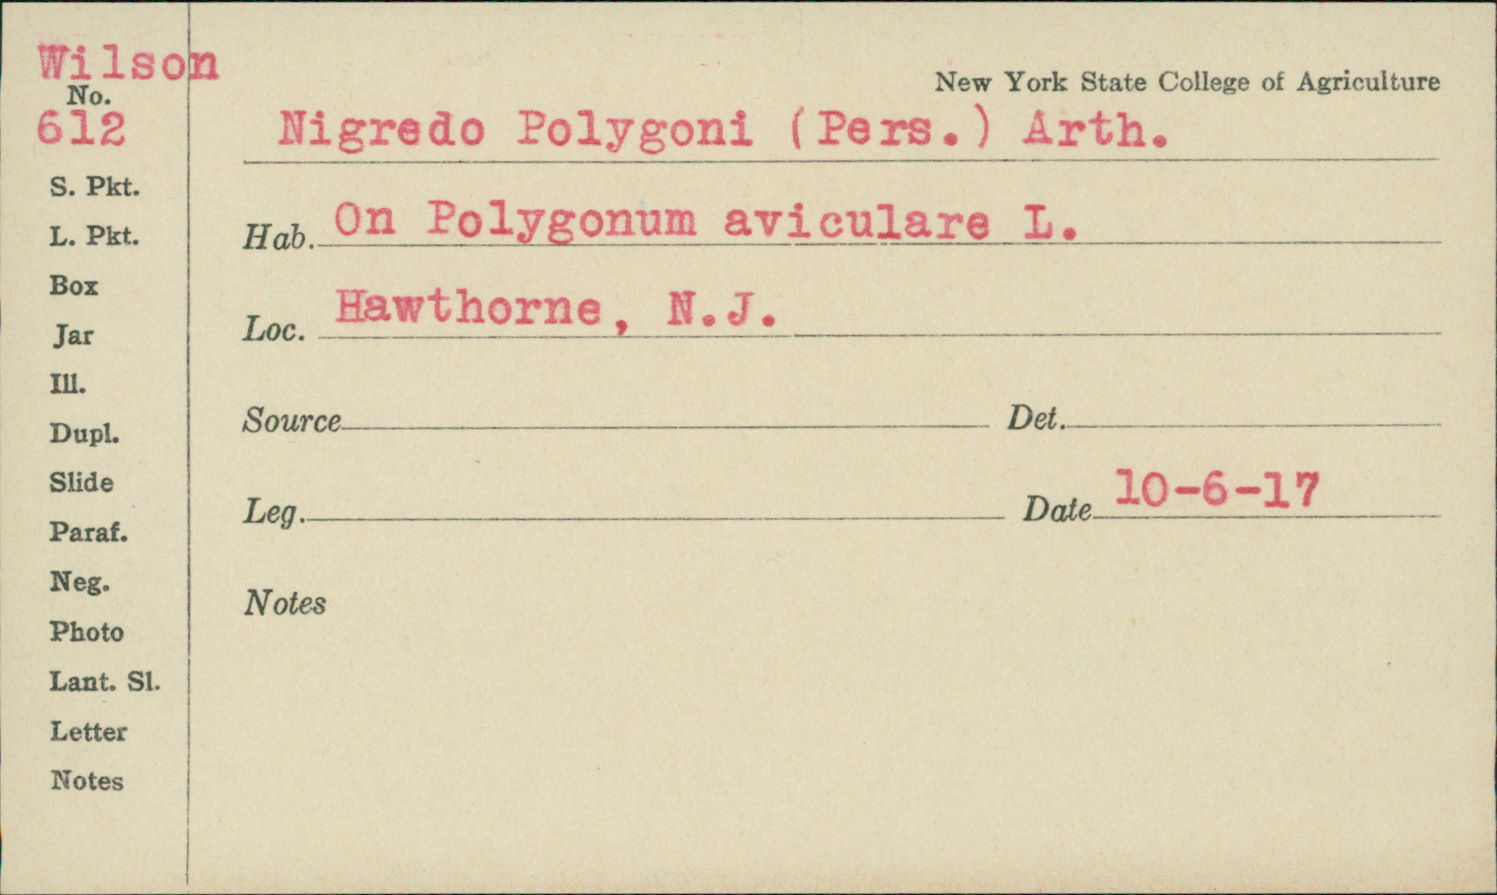 Wilson
No.
612
S. Pkt.
L. Pkt.
Box
Jar
Ill.
Dupl.
Slide
Paraf.
Neg.
Photo
Lant. Sl.
Letter
Notes
New York State College of Agriculture
Nigredo Polygoni (Pers.) Arth.
Hab. On Polygonum aviculare L.
Loc. Hawthorne, N.J.
Source Det.
Leg. Date 10-6-17
Notes